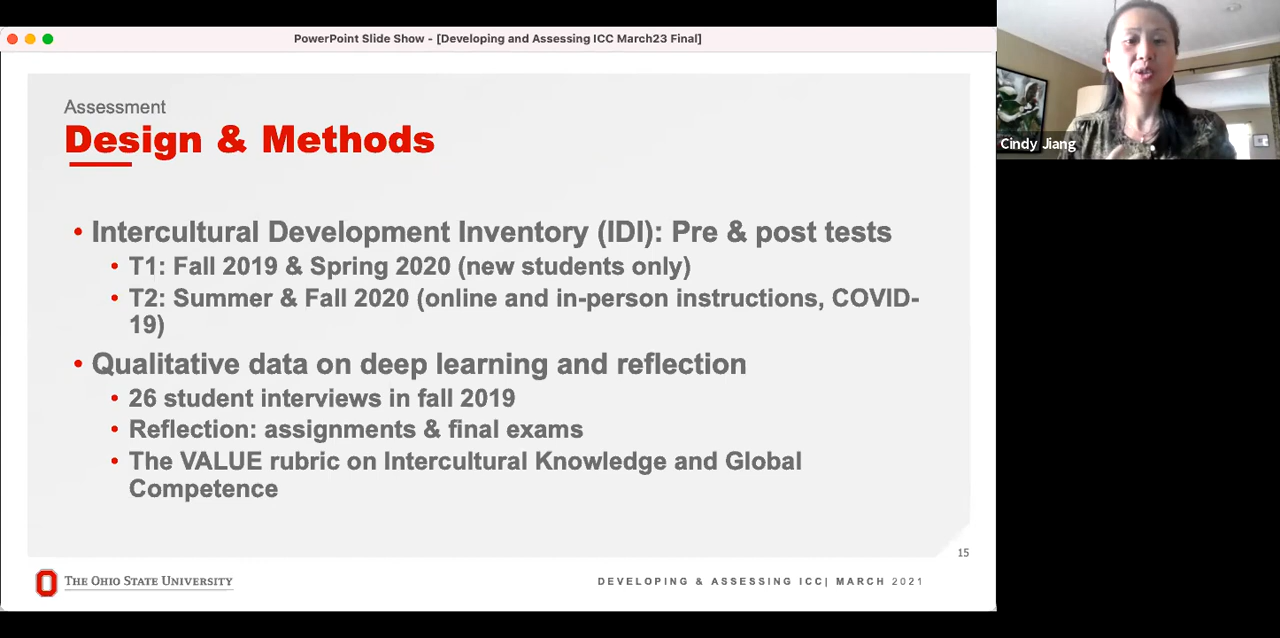 PowerPoint Slide Show - [Developing and Assessing ICC March23 Final]
Assessment
Design & Methods
• Intercultural Development Inventory (IDI): Pre & post tests
• T1: Fall 2019 & Spring 2020 (new students only)
• T2: Summer & Fall 2020 (online and in-person instructions, COVID-
19)
• Qualitative data on deep learning and reflection
• 26 student interviews in fall 2019
• Reflection: assignments & final exams
• The VALUE rubric on Intercultural Knowledge and Global
Competence
15
THE OHIO STATE UNIVERSITY
DEVELOPING & ASSESSING ICC| MARCH 2021
Cindy Jiang